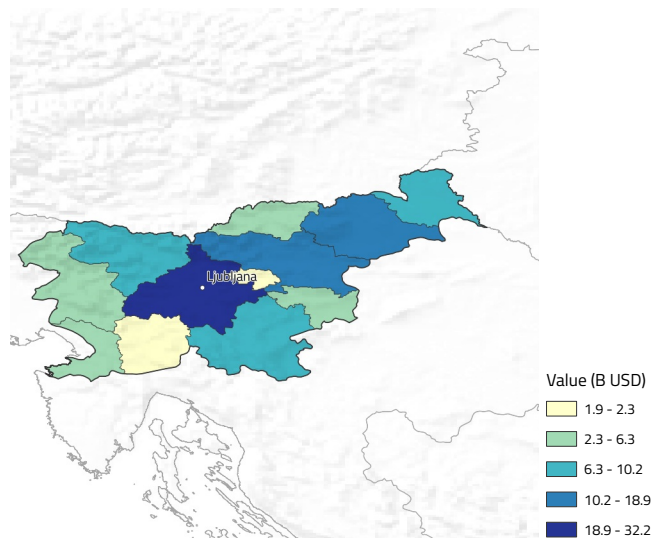 Ljubljana
Value (B USD)
1.9 - 2.3
2.3 - 6.3
6.3 - 10.2
10.2 - 18.9
18.9 - 32.2